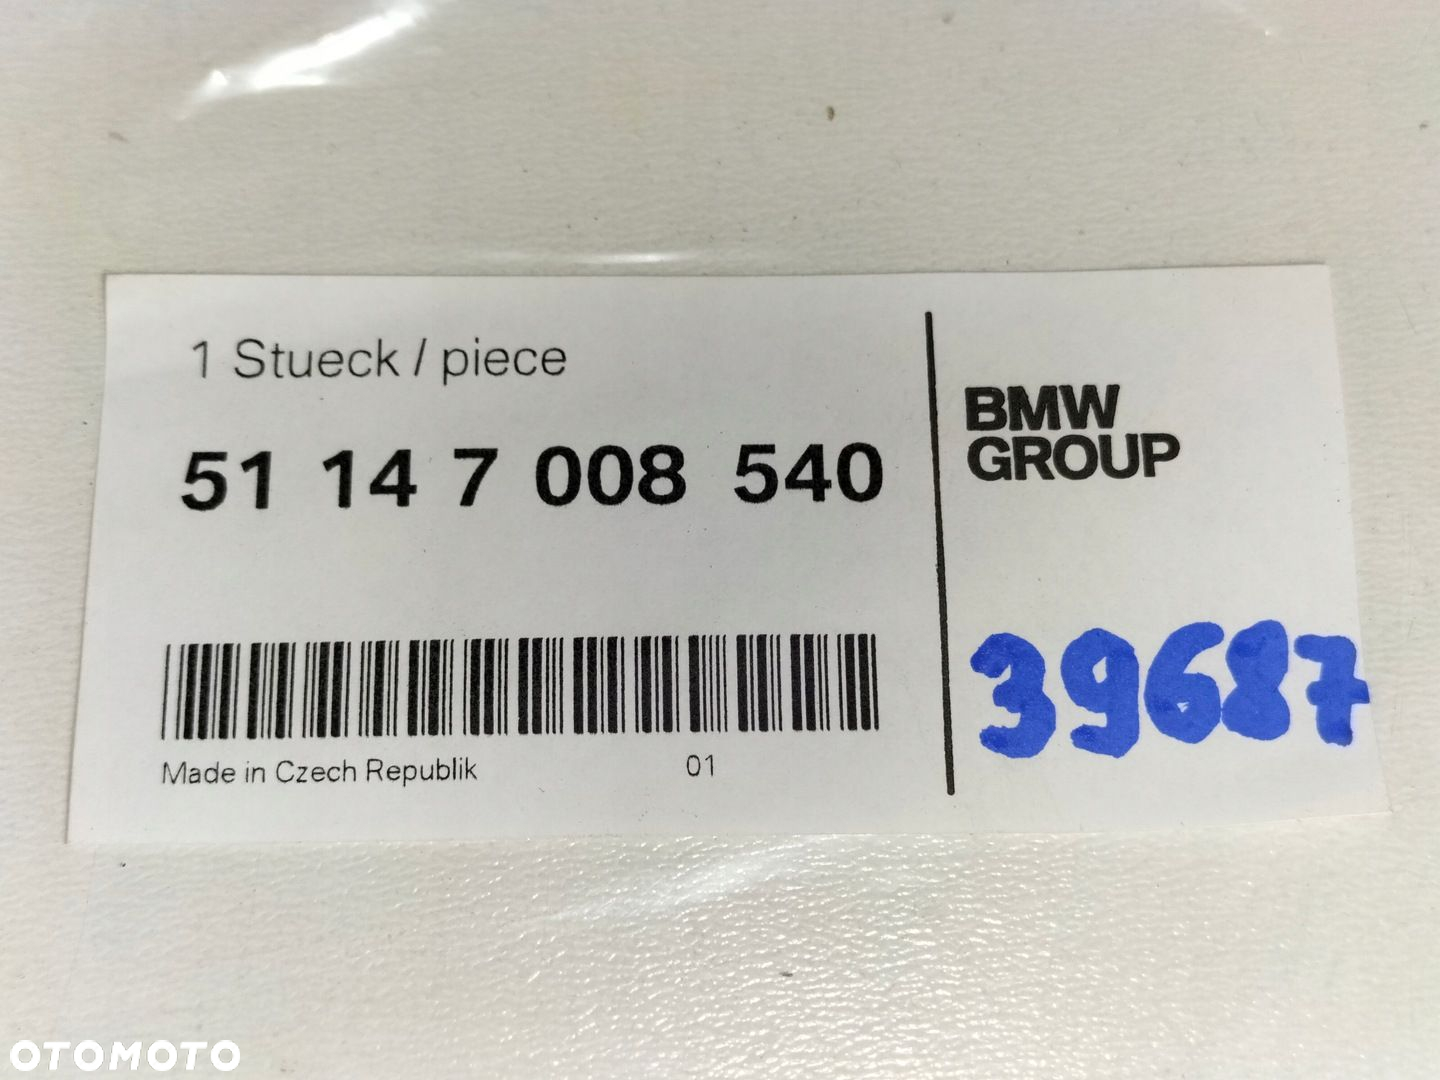 1 Stueck / piece
51 14 7 008 540
BMW
GROUP
39687
Made in Czech Republik
01
OTOMOTO